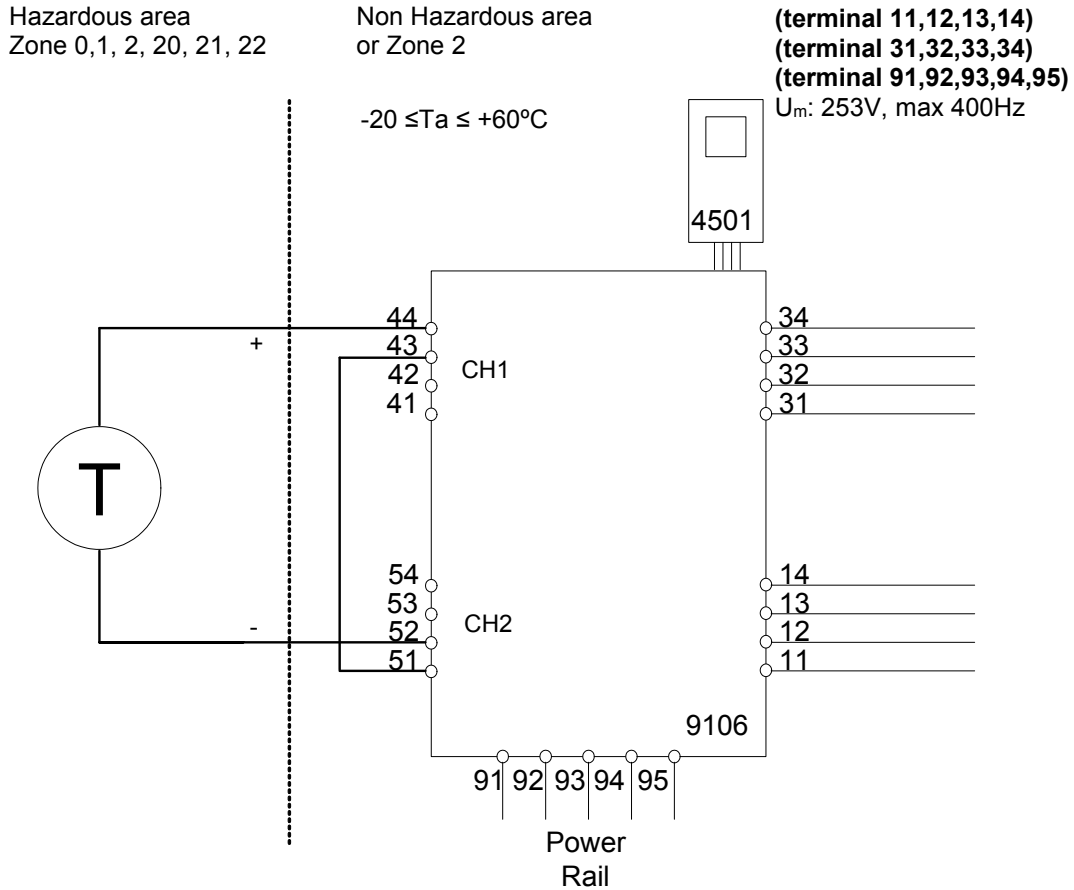 Hazardous area
Zone 0,1, 2, 20, 21, 22
Non Hazardous area
or Zone 2
-20 ≤Ta ≤ +60ºC
(terminal 11,12,13,14)
(terminal 31,32,33,34)
(terminal 91,92,93,94,95)
Um: 253V, max 400Hz
4501
+
T
-
44
43
42
41
CH1
54
53
52
51
CH2
34
33
32
31
14
13
12
11
9106
91 92 93 94 95
Power
Rail